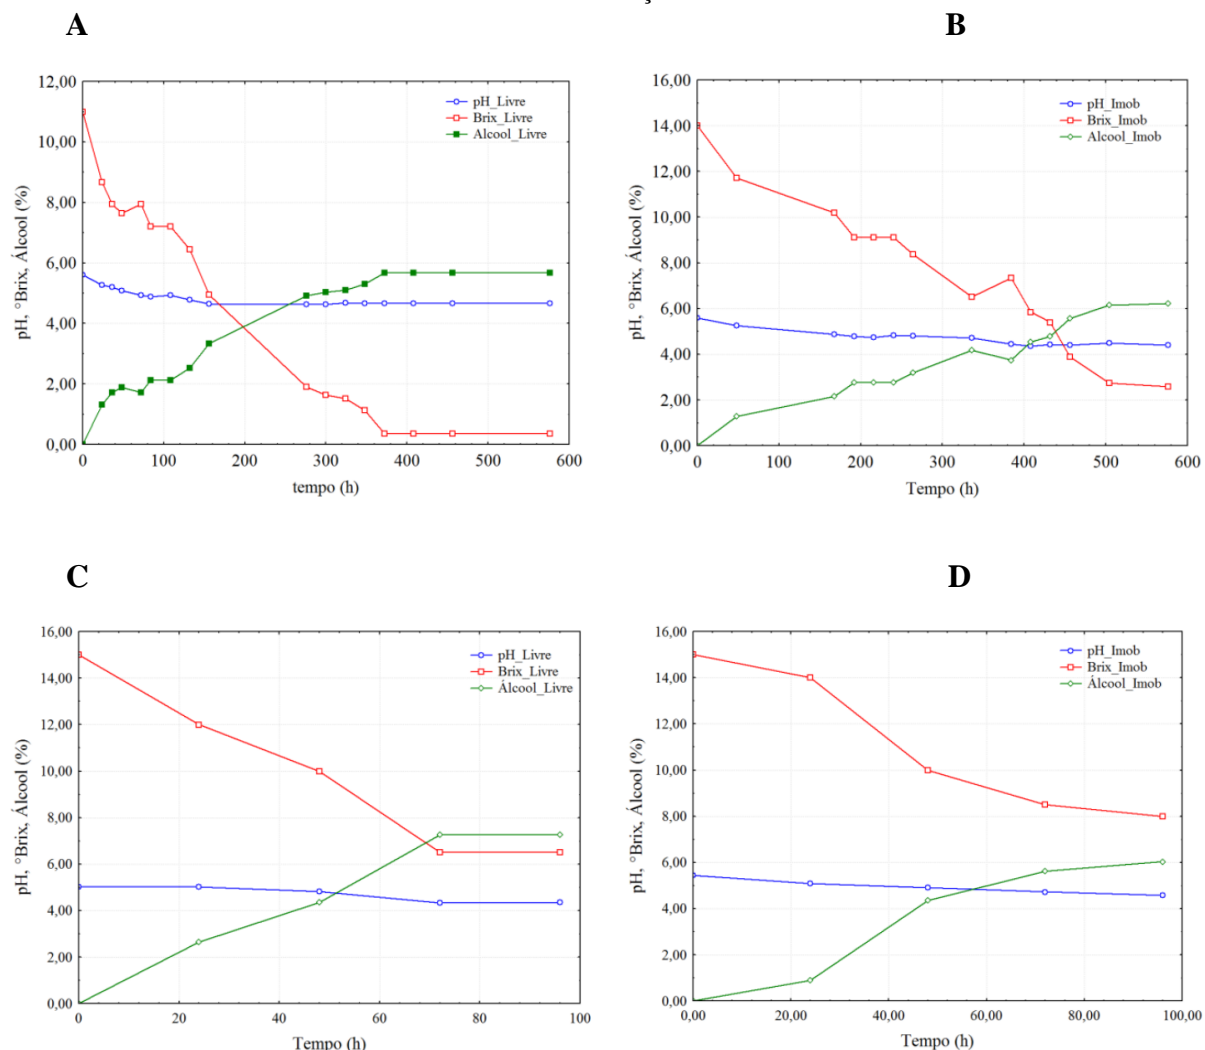 A
12,00
10,00
8,00
6,00
4,00
2,00
0,00
pH, °Brix, Álcool (%)
pH_Livre
Brix_Livre
Alcool_Livre
0 100 200 300 400 500 600
tempo (h)
B
16,00
14,00
12,00
10,00
8,00
6,00
4,00
2,00
0,00
pH, °Brix, Álcool (%)
pH_Imob
Brix_Imob
Alcool_Imob
0 100 200 300 400 500 600
Tempo (h)
C
16,00
14,00
12,00
10,00
8,00
6,00
4,00
2,00
0,00
pH, °Brix, Álcool (%)
pH_Livre
Brix_Livre
Álcool_Livre
0 20 40 60 80 100
Tempo (h)
D
16,00
14,00
12,00
10,00
8,00
6,00
4,00
2,00
0,00
pH, °Brix, Álcool (%)
pH_Imob
Brix_Imob
Álcool_Imob
0,00 20,00 40,00 60,00 80,00 100,00
Tempo (h)